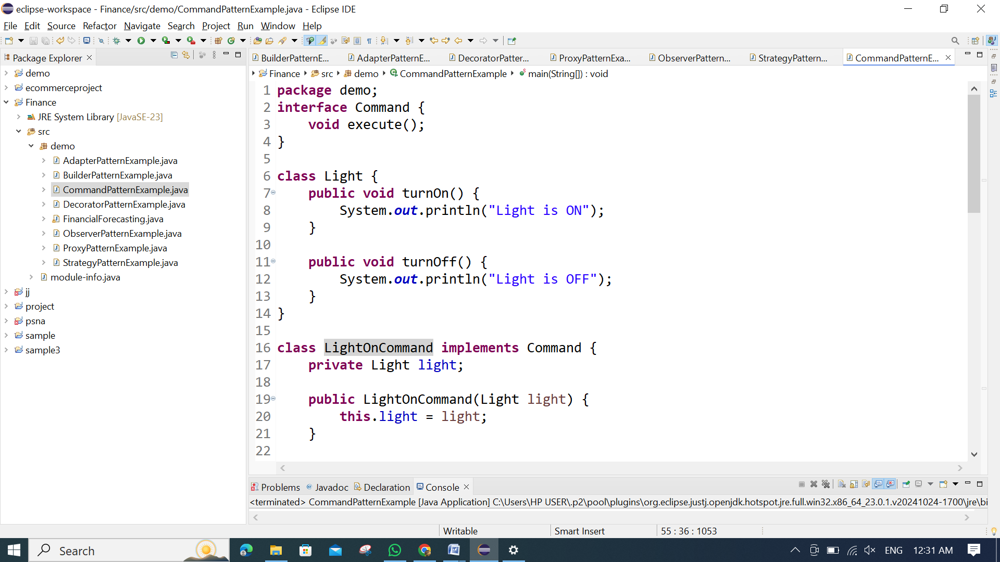 eclipse-workspace - Finance/src/demo/CommandPatternExample.java - Eclipse IDE
File Edit Source Refactor Navigate Search Project Run Window Help
Package Explorer
demo
ecommerceproject
Finance
JRE System Library [JavaSE-23]
src
demo
AdapterPatternExample.java
BuilderPatternExample.java
CommandPatternExample.java
DecoratorPatternExample.java
FinancialForecasting.java
ObserverPatternExample.java
ProxyPatternExample.java
StrategyPatternExample.java
module-info.java
jj
project
psna
sample
sample3
BuilderPatternE... AdapterPatternE... DecoratorPatter... ProxyPatternExa... ObserverPattern... StrategyPattern... CommandPatternE...
Finance src demo CommandPatternExample main(String[]) : void
1 package demo;
2 interface Command {
3 void execute();
4 }
5
6 class Light {
7 public void turnOn() {
8 System.out.println("Light is ON");
9 }
10
11 public void turnOff() {
12 System.out.println("Light is OFF");
13 }
14 }
15
16 class LightOnCommand implements Command {
17 private Light light;
18
19 public LightOnCommand(Light light) {
20 this.light = light;
21 }
22
Problems Javadoc Declaration Console
<terminated> CommandPatternExample [Java Application] C:\Users\HP USER\.p2\pool\plugins\org.eclipse.justj.openjdk.hotspot.jre.full.win32.x86_64_23.0.1.v20241024-1700\jre\bi
Writable Smart Insert 55 : 36 : 1053
Search
ENG 12:31 AM